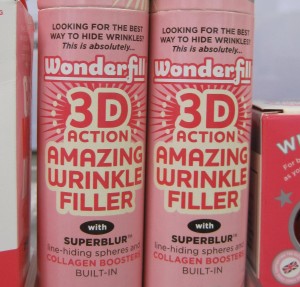 LOOKING FOR THE BEST
WAY TO HIDE WRINKLES?
This is absolutely...
Wonderfill
3D
ACTION
AMAZING
WRINKLE
FILLER
with
SUPERBLUR™
line-hiding spheres and
COLLAGEN BOOSTERS
BUILT-IN
LOOKING FOR THE BEST
WAY TO HIDE WRINKLES?
This is absolutely...
Wonderfill
3D
ACTION
AMAZING
WRINKLE
FILLER
with
SUPERBLUR™
line-hiding spheres and
COLLAGEN BOOSTERS
BUILT-IN